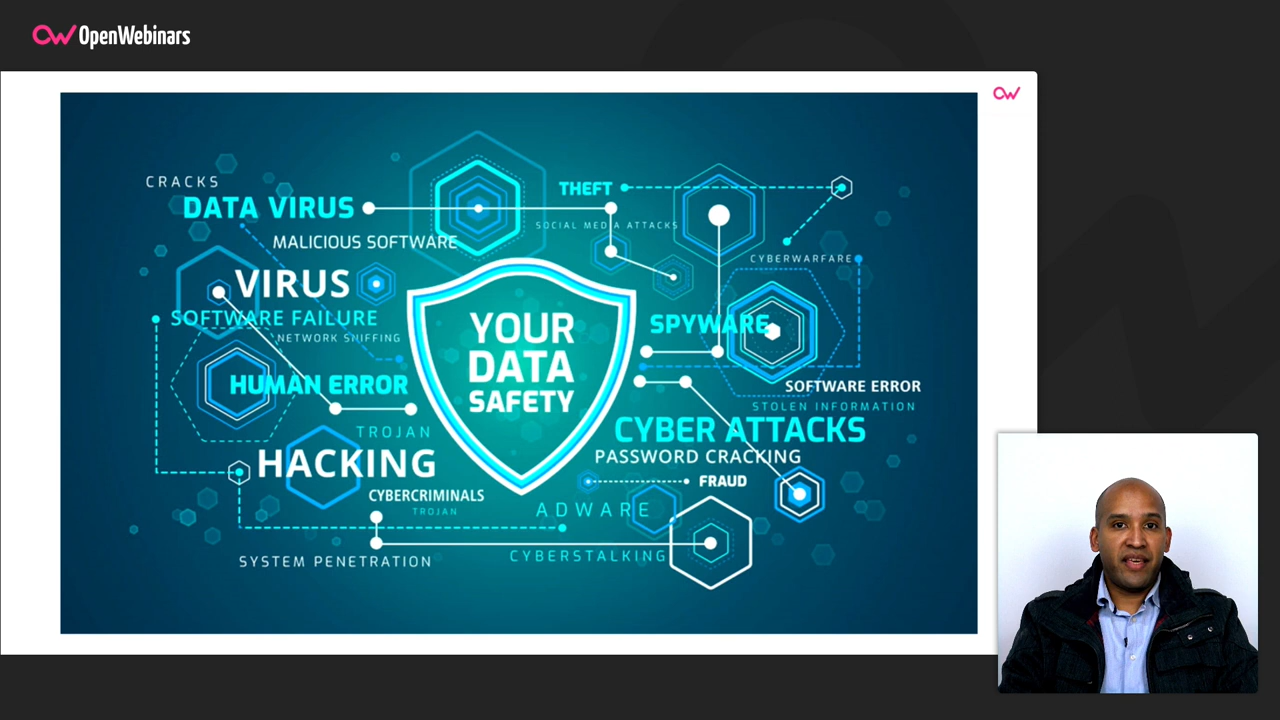 OpenWebinars
CRACKS
DATA VIRUS
MALICIOUS SOFTWARE
VIRUS
SOFTWARE FAILURE
NETWORK SNIFFING
HUMAN ERROR
TROJAN
HACKING
CYBERCRIMINALS
TROJAN
SYSTEM PENETRATION
YOUR
DATA
SAFETY
THEFT
SOCIAL MEDIA ATTACKS
CYBERWARFARE
SPYWARE
SOFTWARE ERROR
STOLEN INFORMATION
CYBER ATTACKS
PASSWORD CRACKING
FRAUD
ADWARE
CYBERSTALKING